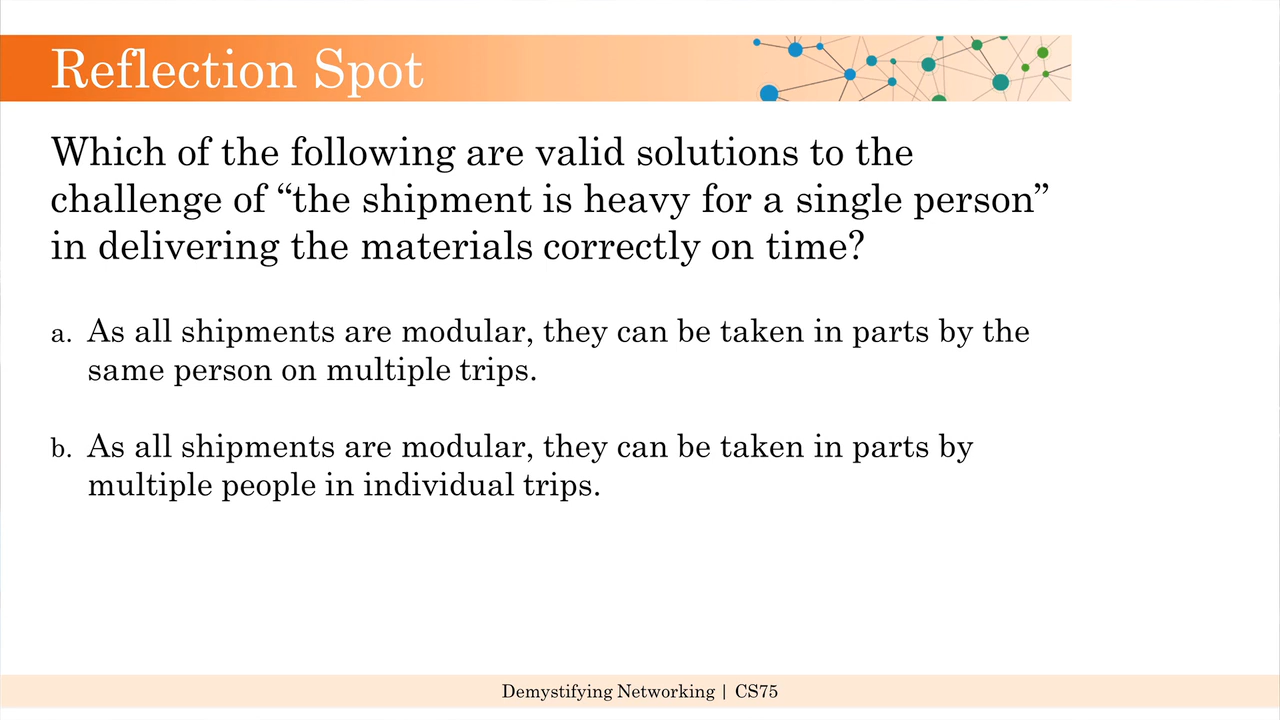 Reflection Spot
Which of the following are valid solutions to the
challenge of “the shipment is heavy for a single person”
in delivering the materials correctly on time?
a. As all shipments are modular, they can be taken in parts by the
same person on multiple trips.
b. As all shipments are modular, they can be taken in parts by
multiple people in individual trips.
Demystifying Networking | CS75